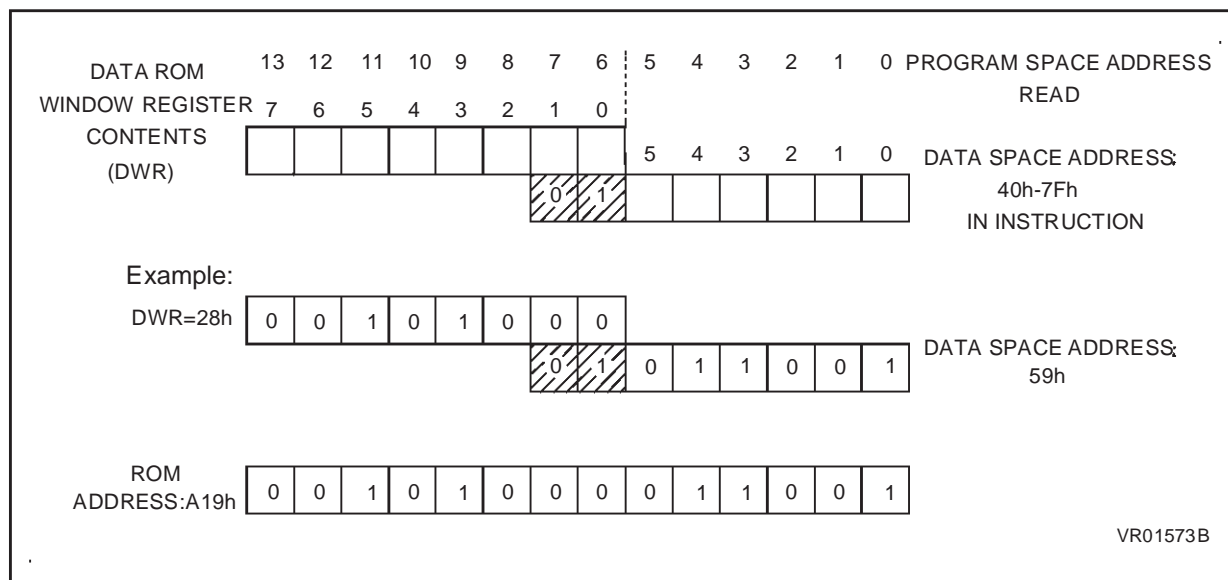 13 12 11 10 9 8 7 6 5 4 3 2 1 0 PROGRAM SPACE ADDRESS
READ
DATA ROM
WINDOW REGISTER 7 6 5 4 3 2 1 0
CONTENTS
(DWR)
5 4 3 2 1 0 DATA SPACE ADDRESS:
0 1 40h-7Fh
IN INSTRUCTION
Example:
DWR=28h 0 0 1 0 1 0 0 0
0 1 0 1 1 0 0 1 DATA SPACE ADDRESS:
59h
ROM
ADDRESS:A19h 0 0 1 0 1 0 0 0 0 1 1 0 0 1
VR01573B